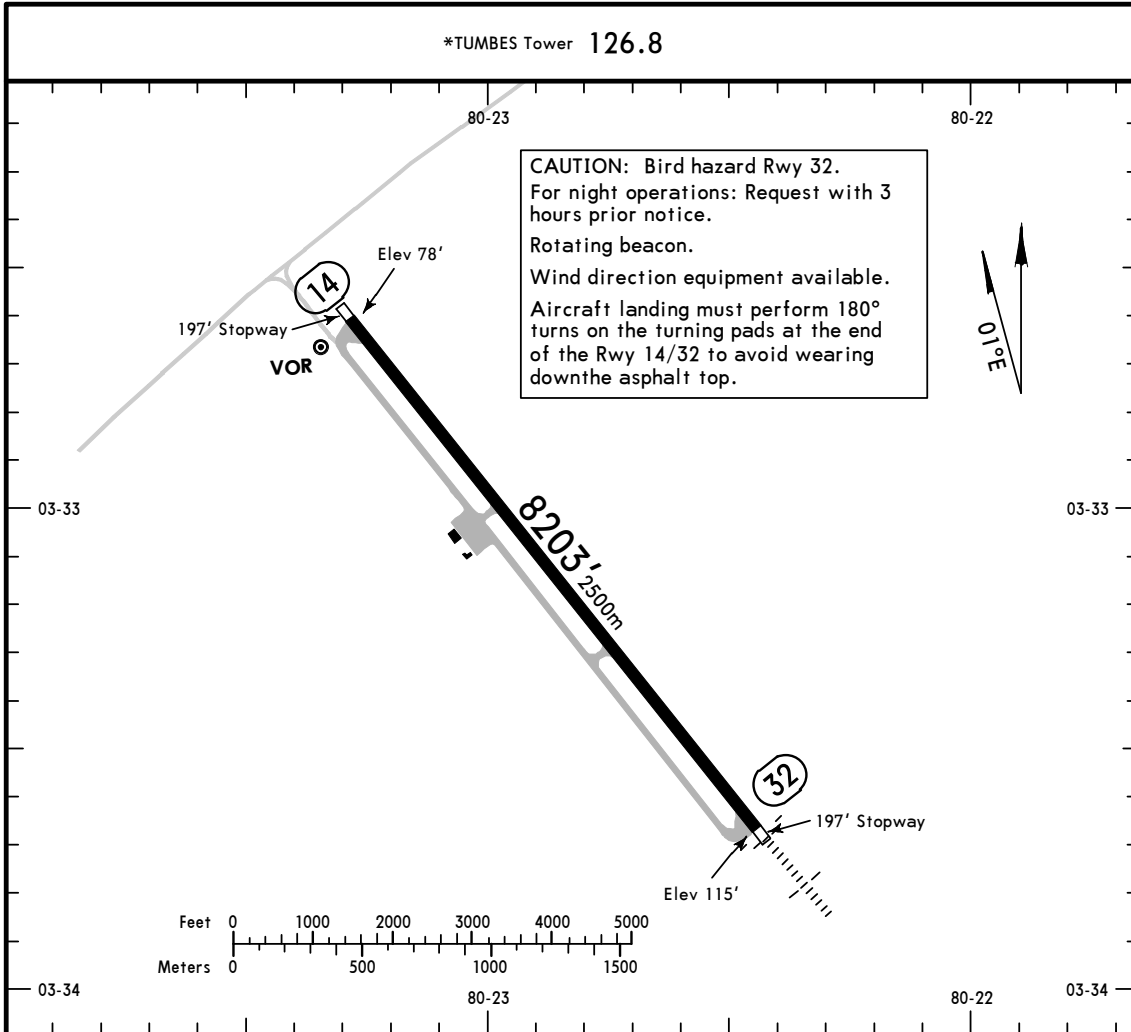 *TUMBES Tower 126.8
80-23
80-22
CAUTION: Bird hazard Rwy 32.
For night operations: Request with 3
hours prior notice.
Rotating beacon.
Wind direction equipment available.
Aircraft landing must perform 180°
turns on the turning pads at the end
of the Rwy 14/32 to avoid wearing
downthe asphalt top.
01°E
Elev 78'
14
197' Stopway
VOR
03-33
03-33
8203'
2500m
32
197' Stopway
Elev 115'
Feet 0 1000 2000 3000 4000 5000
Meters 0 500 1000 1500
03-34
80-23
80-22
03-34